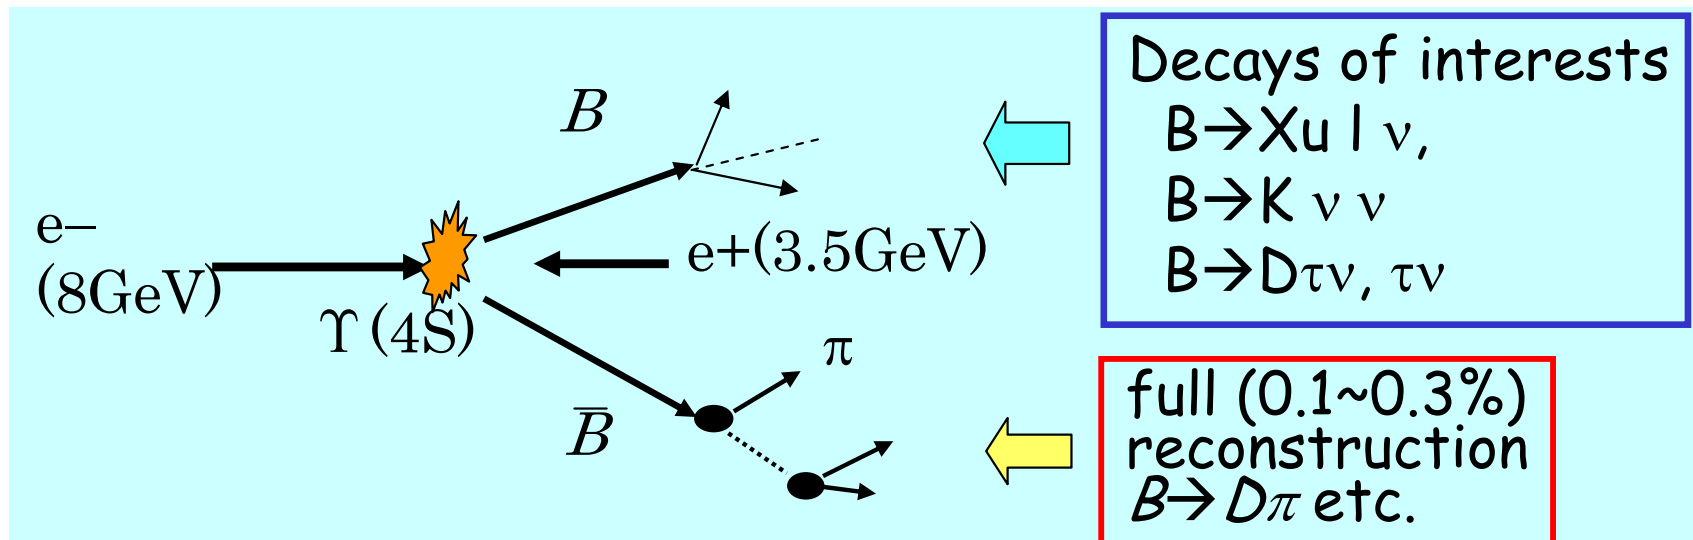 B
e−
(8GeV)
ϒ(4S)
e+(3.5GeV)
π
B̅
Decays of interests
B→Xu l ν,
B→K ν ν
B→Dτν, τν
full (0.1~0.3%)
reconstruction
B→Dπ etc.